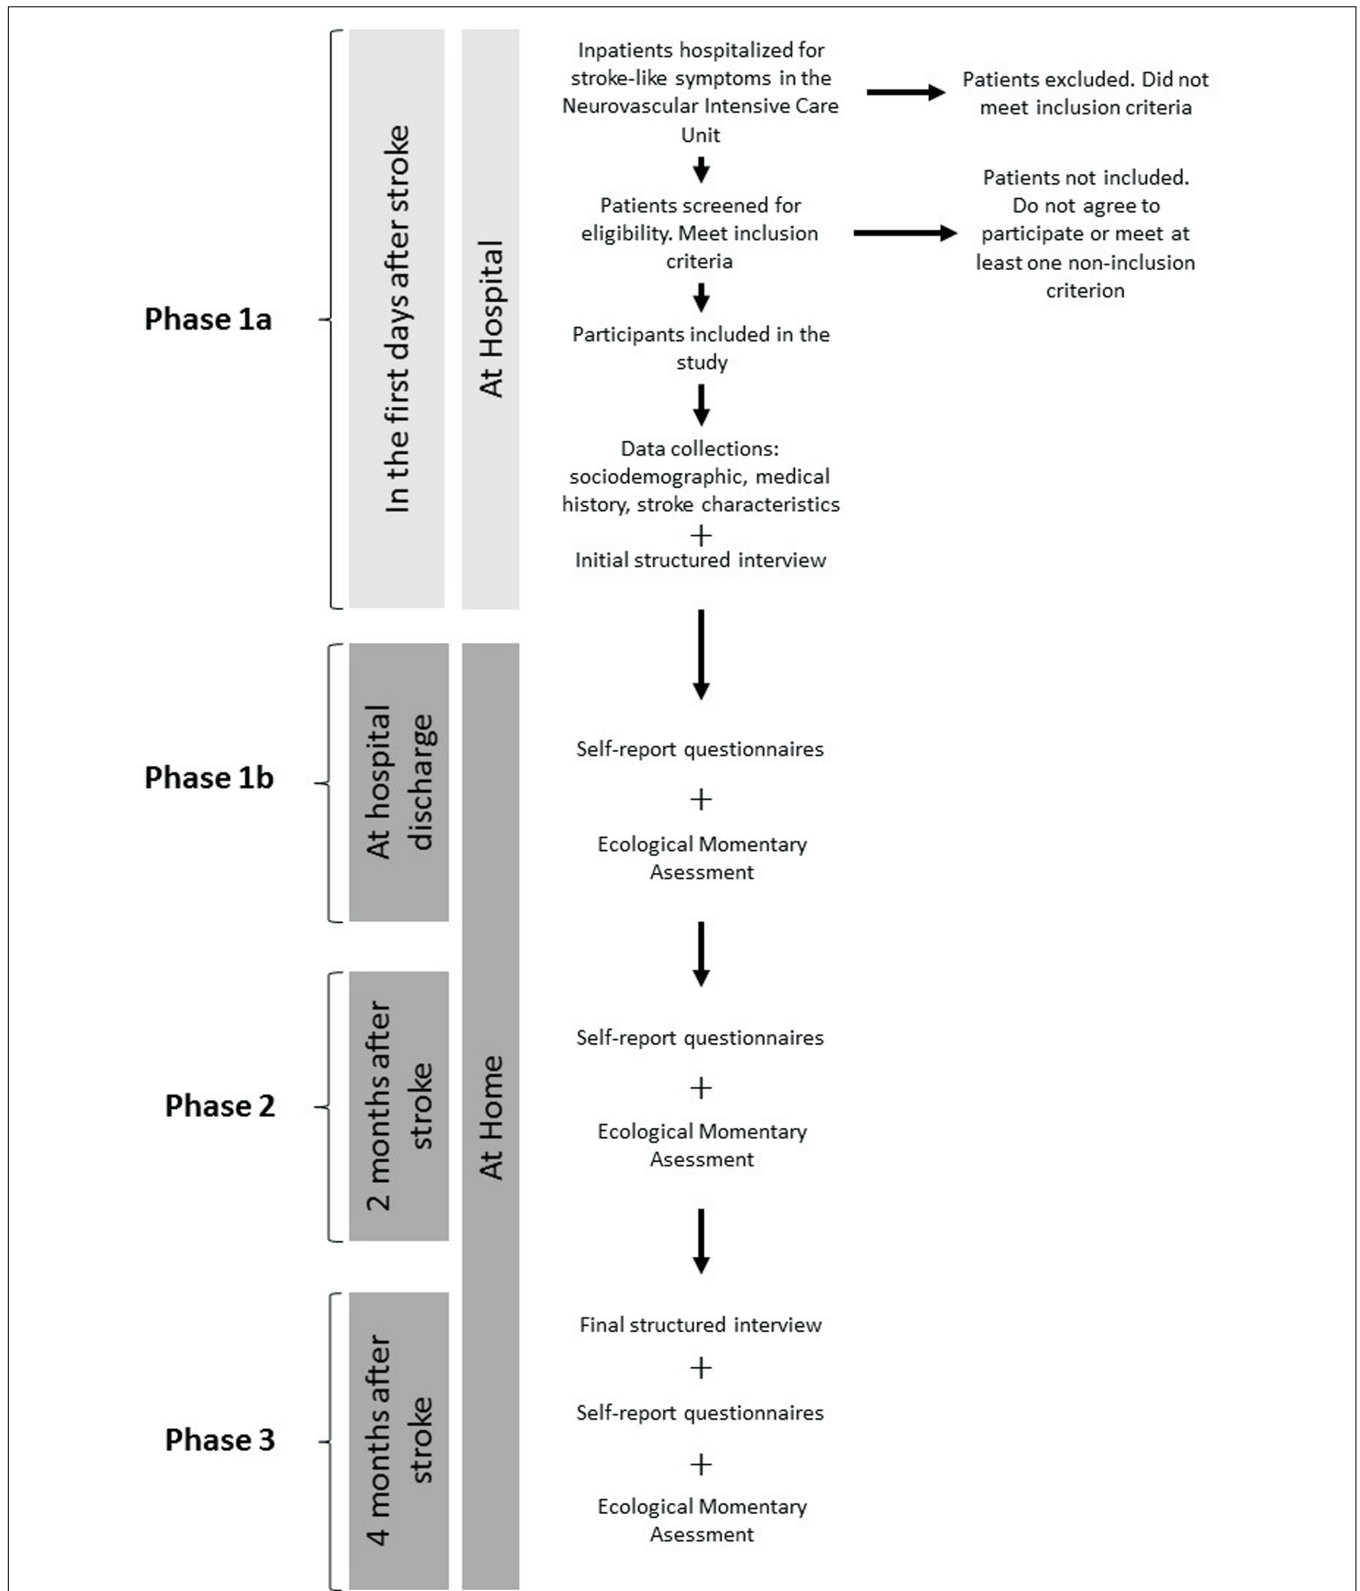 Phase 1a
In the first days after stroke
At Hospital
Inpatients hospitalized for
stroke-like symptoms in the
Neurovascular Intensive Care
Unit
Patients excluded. Did not
meet inclusion criteria
Patients screened for
eligibility. Meet inclusion
criteria
Patients not included.
Do not agree to
participate or meet at
least one non-inclusion
criterion
Participants included in the
study
Data collections:
sociodemographic, medical
history, stroke characteristics
+
Initial structured interview
Phase 1b
At hospital
discharge
At Home
Self-report questionnaires
+
Ecological Momentary
Asessment
Phase 2
2 months after
stroke
Self-report questionnaires
+
Ecological Momentary
Asessment
Phase 3
4 months after
stroke
Final structured interview
+
Self-report questionnaires
+
Ecological Momentary
Asessment